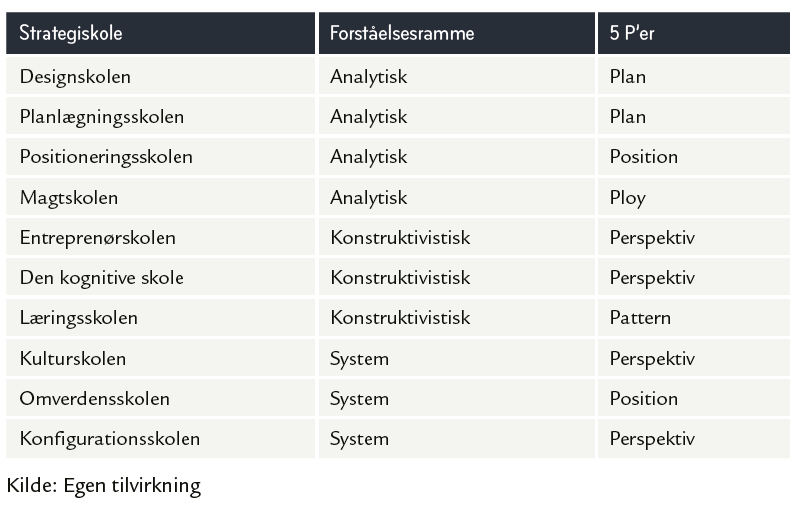 Strategiskole Forståelsesramme 5 P'er
Designskolen Analytisk Plan
Planlægningsskolen Analytisk Plan
Positioneringsskolen Analytisk Position
Magtskolen Analytisk Ploy
Entreprenørskolen Konstruktivistisk Perspektiv
Den kognitive skole Konstruktivistisk Perspektiv
Læringsskolen Konstruktivistisk Pattern
Kulturskolen System Perspektiv
Omverdensskolen System Position
Konfigurationsskolen System Perspektiv
Kilde: Egen tilvirkning